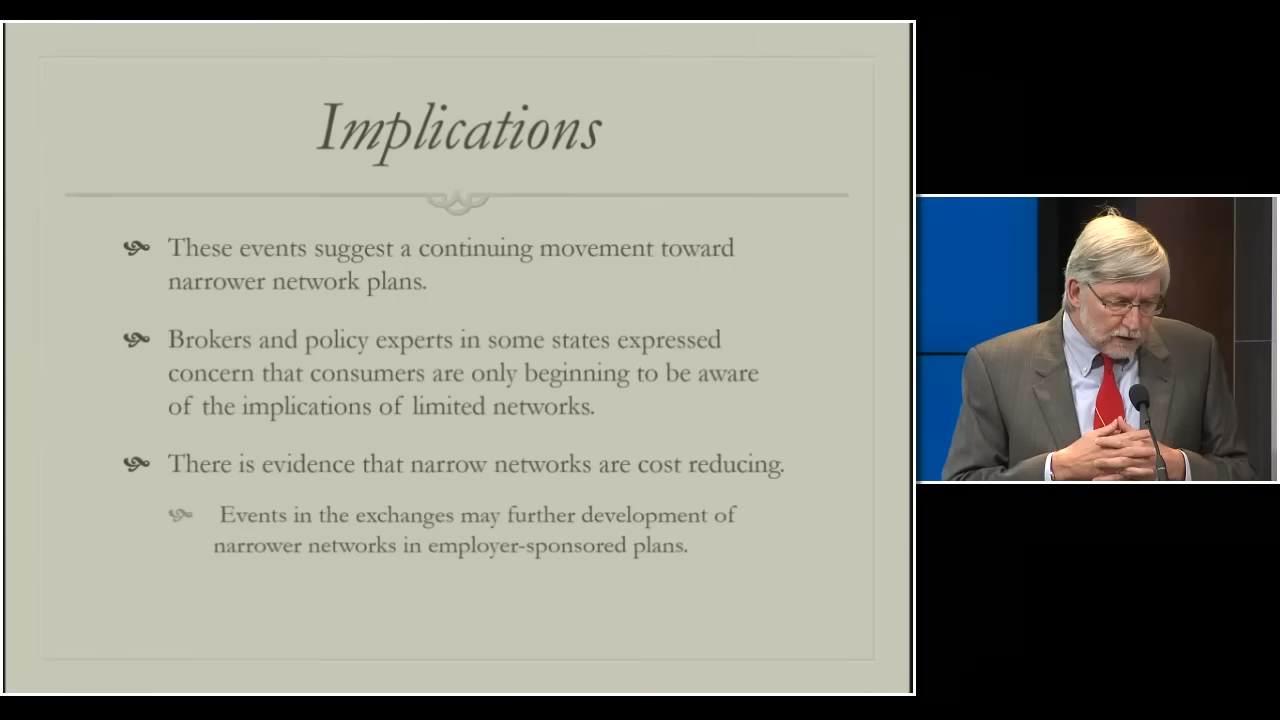 Implications
These events suggest a continuing movement toward
narrower network plans.
Brokers and policy experts in some states expressed
concern that consumers are only beginning to be aware
of the implications of limited networks.
There is evidence that narrow networks are cost reducing.
Events in the exchanges may further development of
narrower networks in employer-sponsored plans.